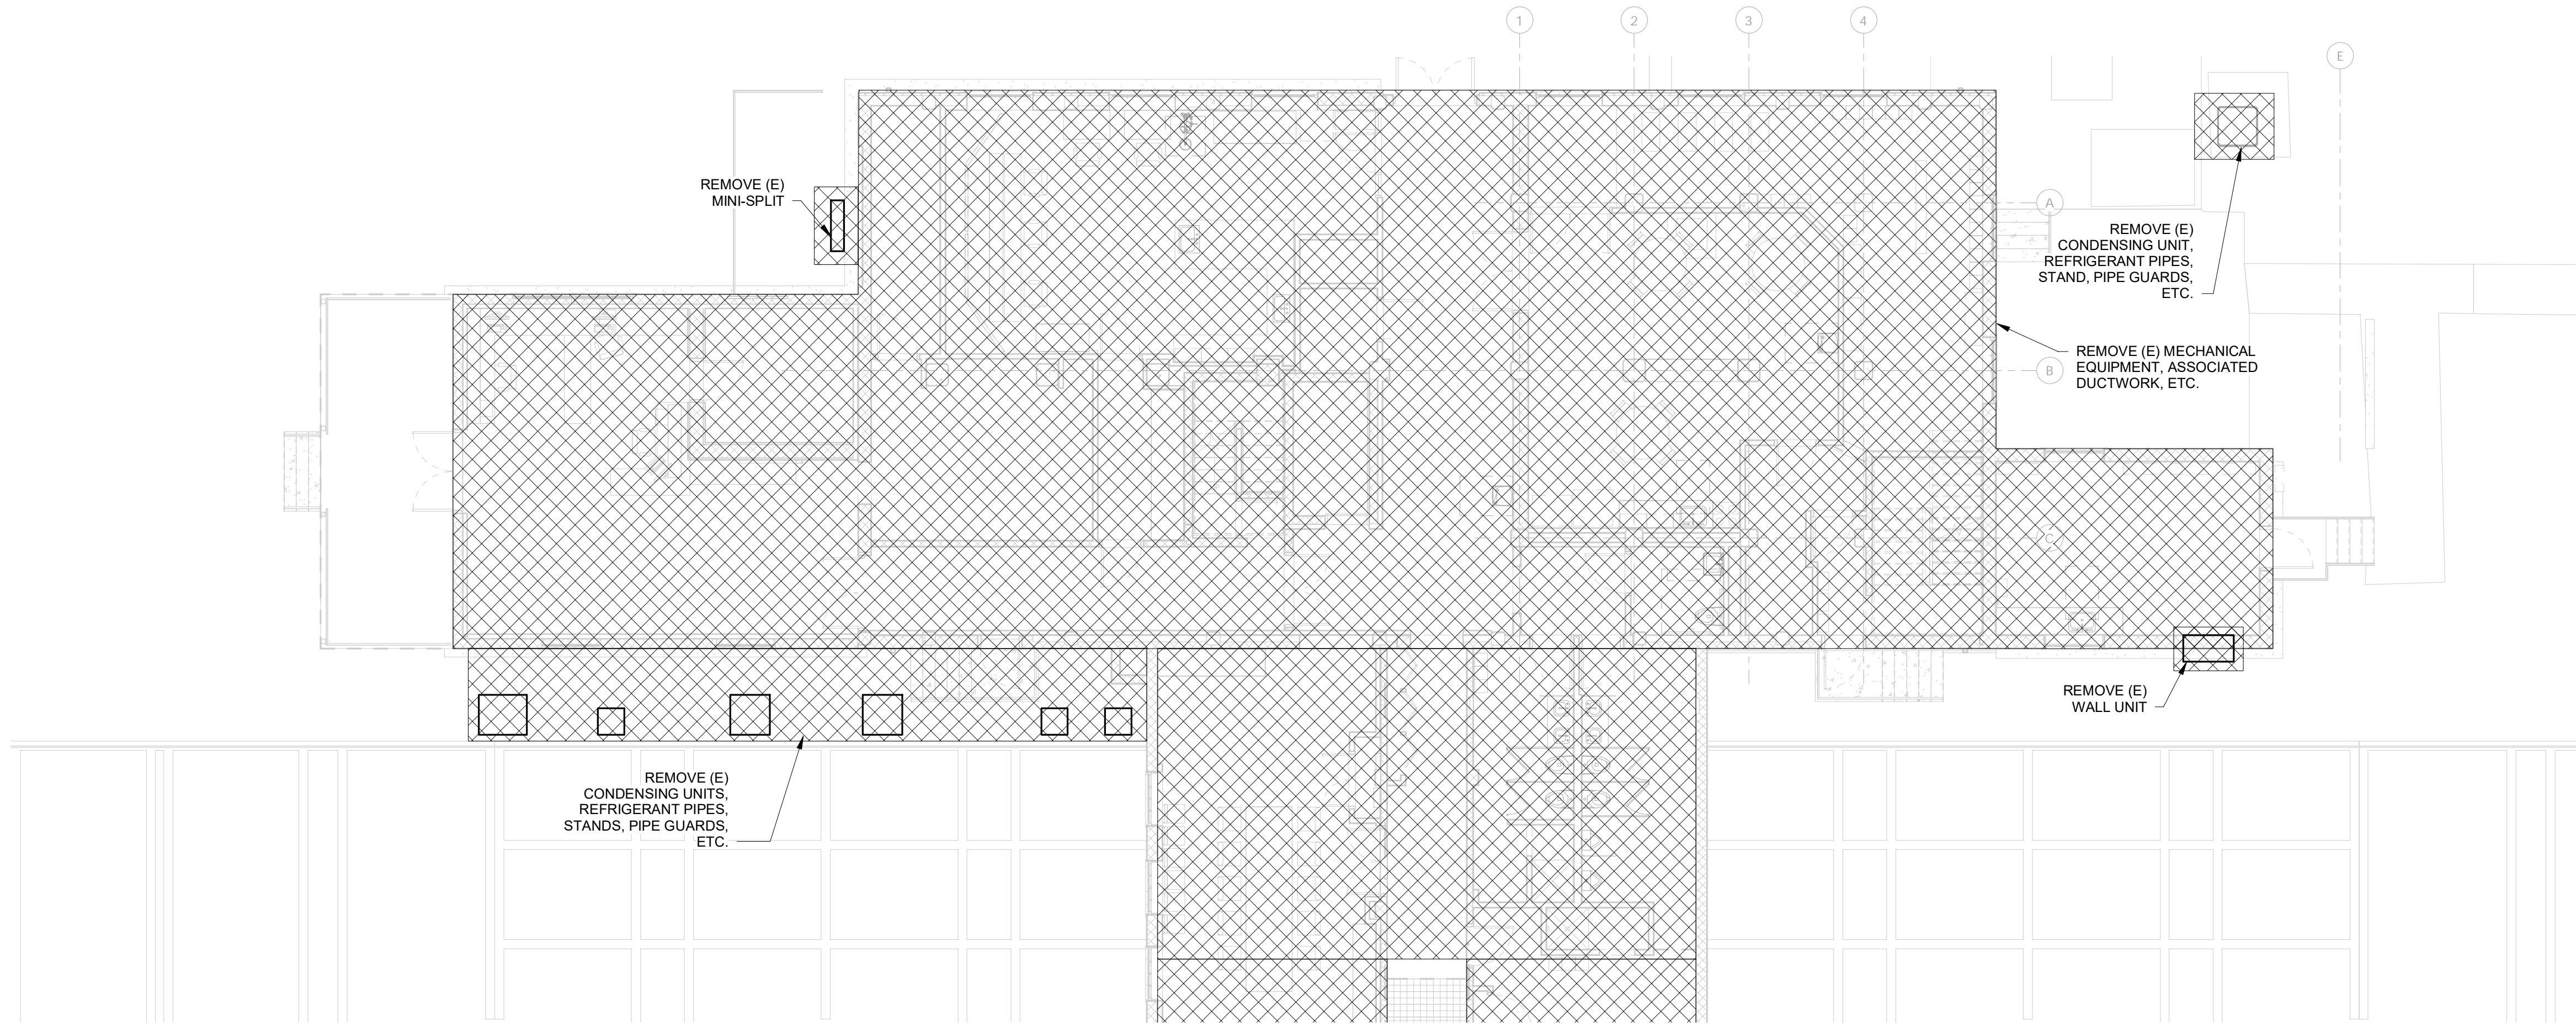 1
2
3
4
E
REMOVE (E)
MINI-SPLIT
A
REMOVE (E)
CONDENSING UNIT,
REFRIGERANT PIPES,
STAND, PIPE GUARDS,
ETC.
REMOVE (E) MECHANICAL
EQUIPMENT, ASSOCIATED
DUCTWORK, ETC.
B
C
REMOVE (E)
WALL UNIT
REMOVE (E)
CONDENSING UNITS,
REFRIGERANT PIPES,
STANDS, PIPE GUARDS,
ETC.